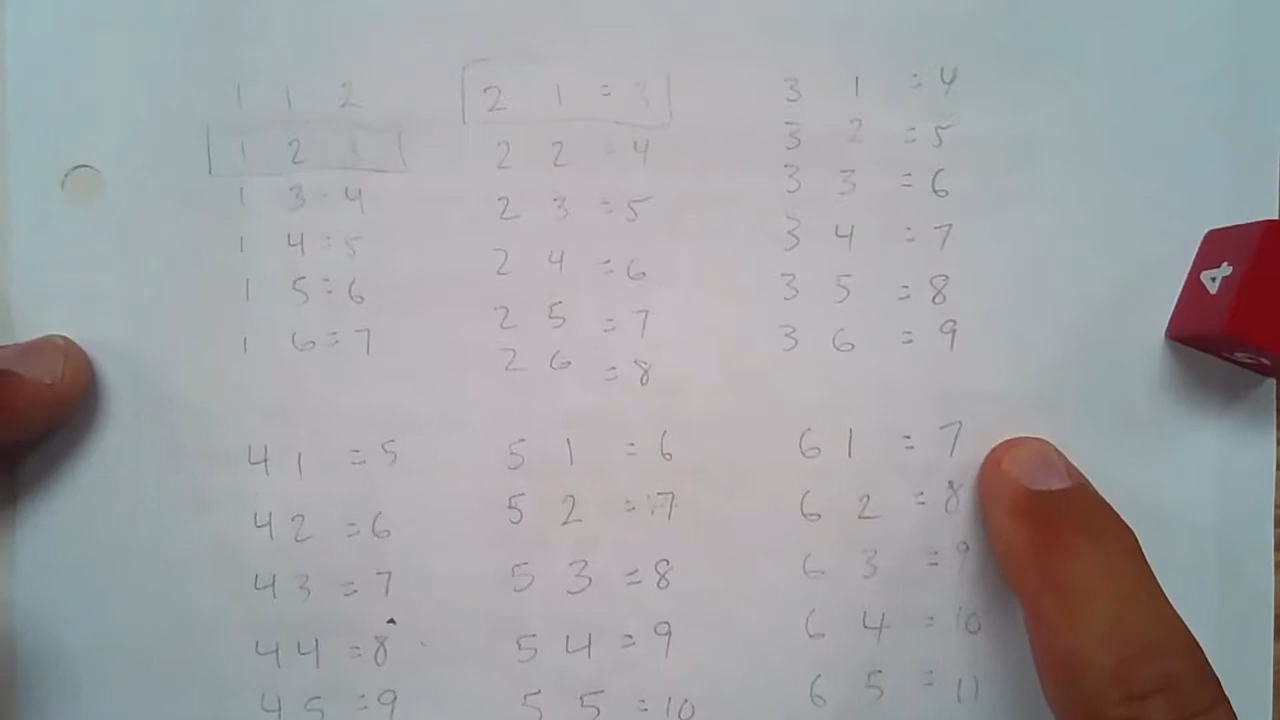 1 1 2
1 2
1 3 4
1 4 = 5
1 5 = 6
1 6 = 7
2 1 = 3
2 2 = 4
2 3 = 5
2 4 = 6
2 5 = 7
2 6 = 8
3 1 = 4
3 2 = 5
3 3 = 6
3 4 = 7
3 5 = 8
3 6 = 9
4 1 = 5
4 2 = 6
4 3 = 7
4 4 = 8
4 5 = 9
5 1 = 6
5 2 = 7
5 3 = 8
5 4 = 9
5 5 = 10
6 1 = 7
6 2 = 8
6 3 = 9
6 4 = 10
6 5 = 11
4
5